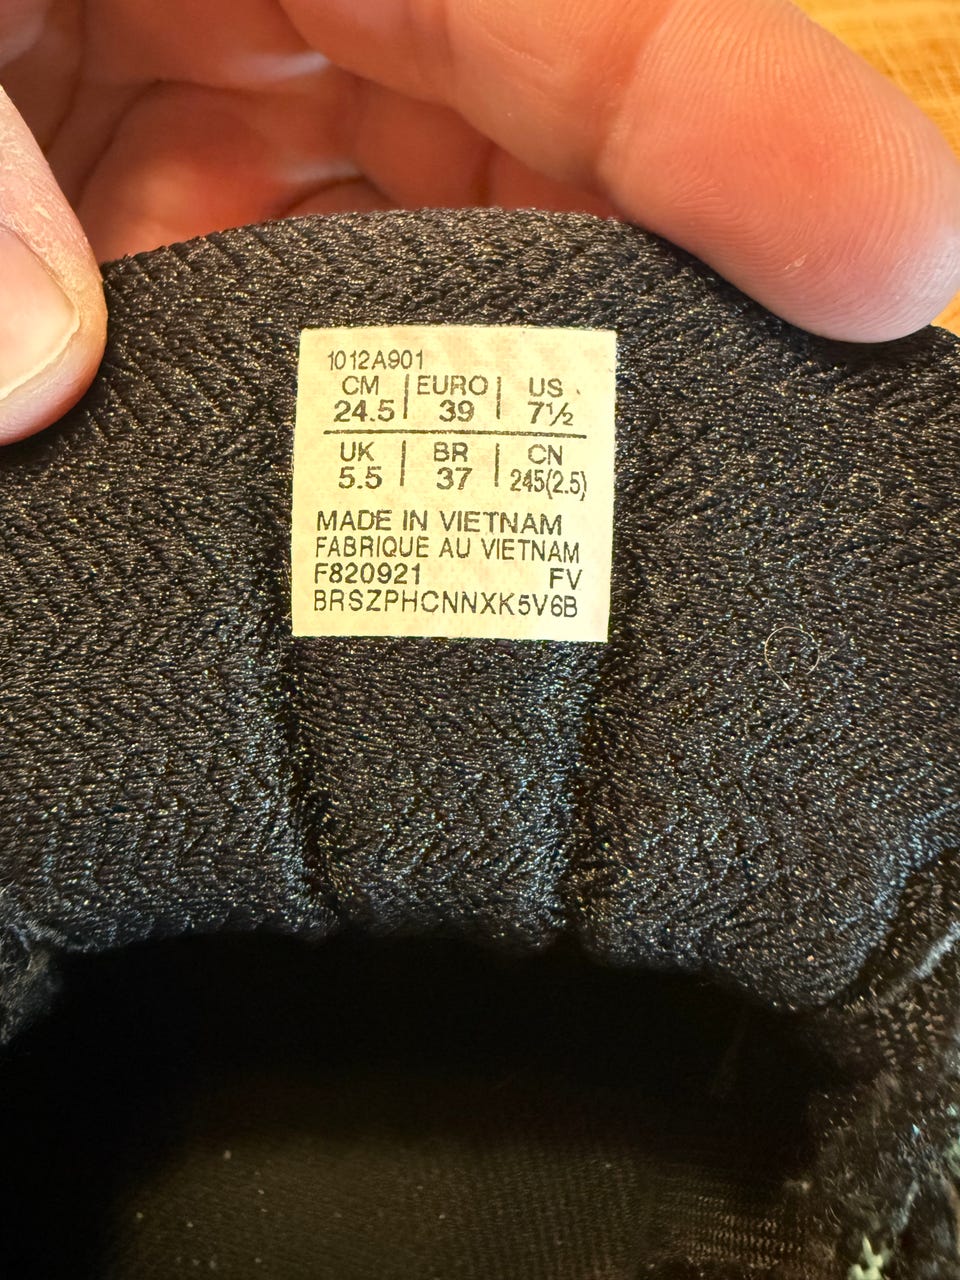 1012A901
CM | EURO | US
24.5 | 39 | 7½
UK | BR | CN
5.5 | 37 | 245(2.5)
MADE IN VIETNAM
FABRIQUE AU VIETNAM
F820921 FV
BRSZPHCNNXK5V6B